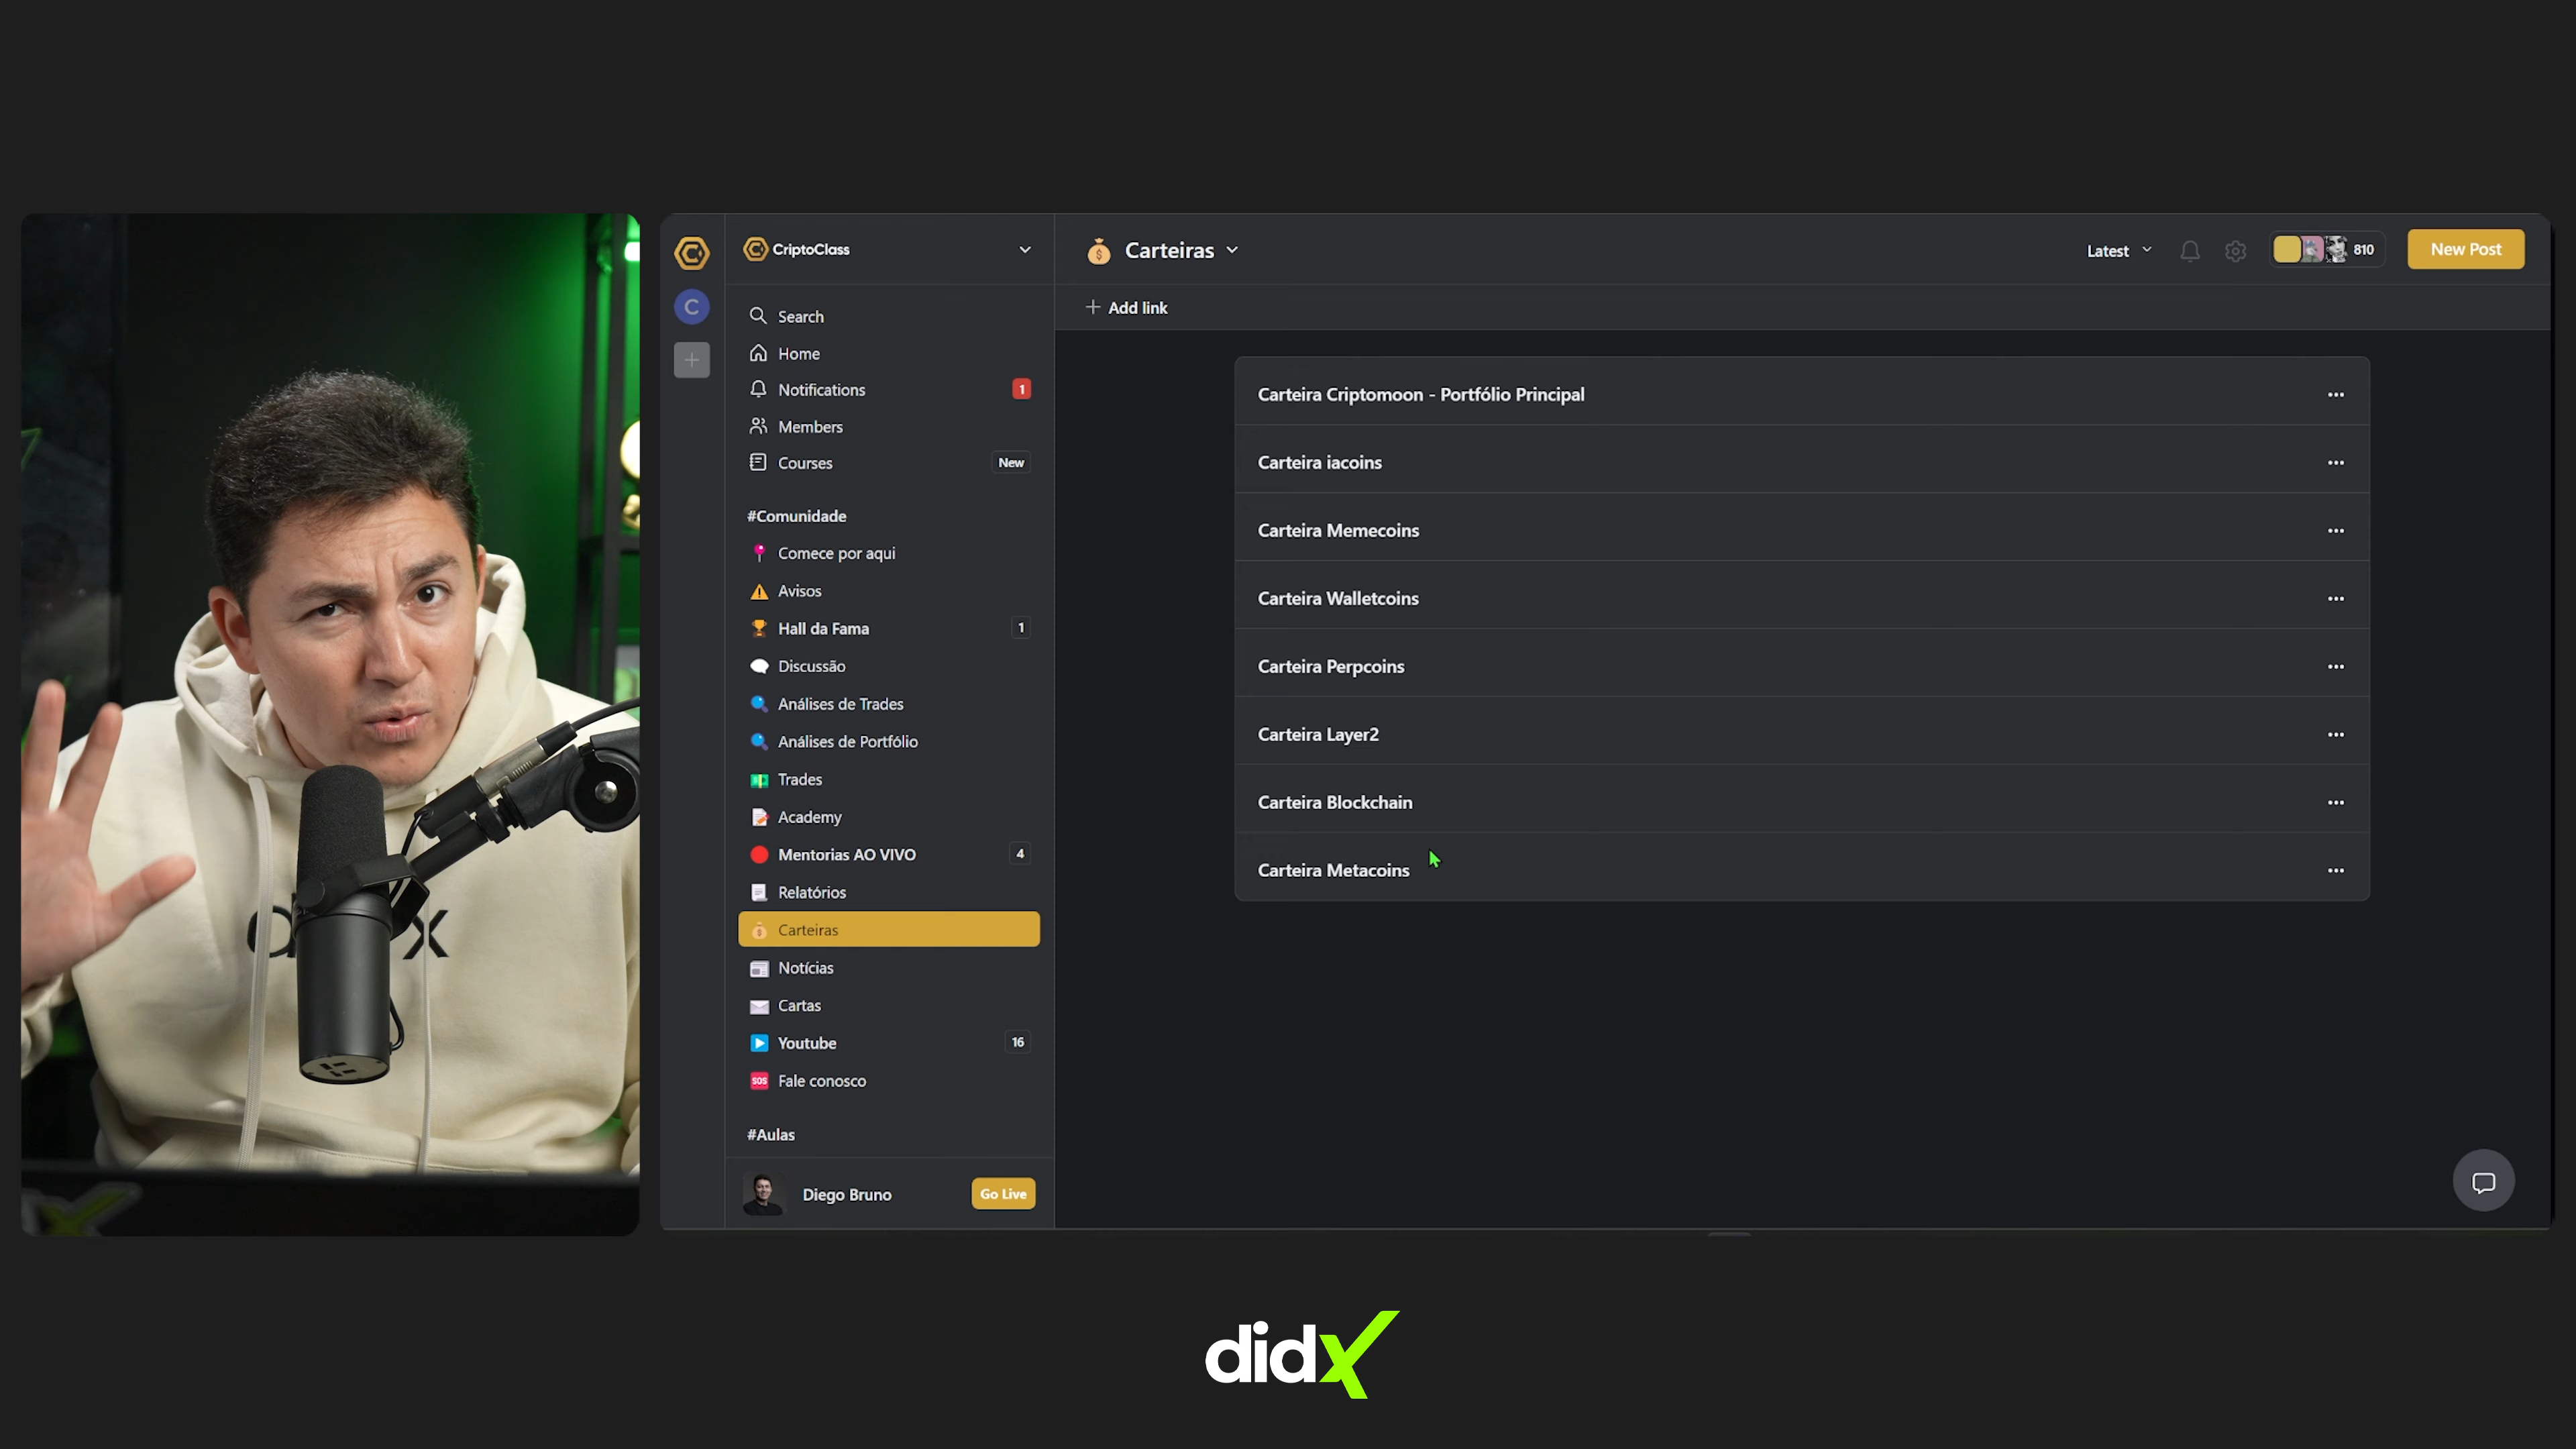 CriptoClass
C
Search
Home
Notifications 1
Members
Courses New
#Comunidade
Comece por aqui
Avisos
Hall da Fama 1
Discussão
Análises de Trades
Análises de Portfólio
Trades
Academy
Mentorias AO VIVO 4
Relatórios
Carteiras
Notícias
Cartas
Youtube 16
SOS Fale conosco
#Aulas
Diego Bruno Go Live
Carteiras Latest 810 New Post
Add link
Carteira Criptomoon - Portfólio Principal
Carteira iacoins
Carteira Memecoins
Carteira Walletcoins
Carteira Perpcoins
Carteira Layer2
Carteira Blockchain
Carteira Metacoins
didX